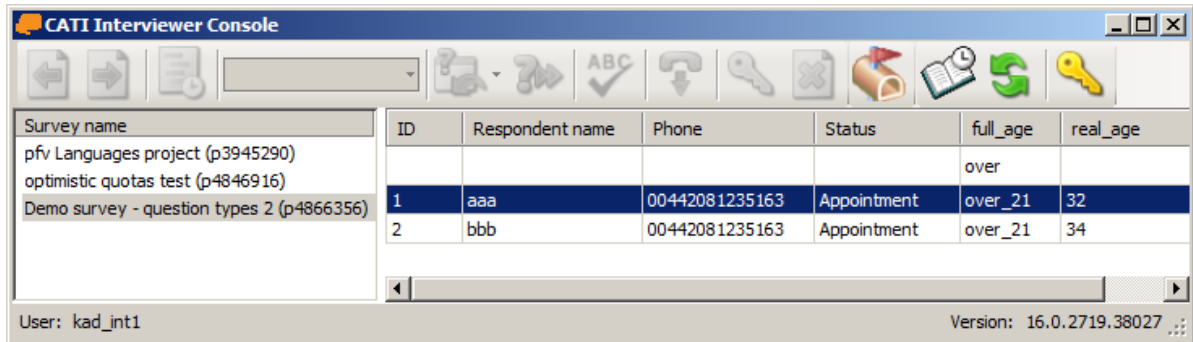 CATI Interviewer Console
ABC
Survey name
pfv Languages project (p3945290)
optimistic quotas test (p4846916)
Demo survey - question types 2 (p4866356)
ID Respondent name Phone Status full_age real_age
over
1 aaa 00442081235163 Appointment over_21 32
2 bbb 00442081235163 Appointment over_21 34
User: kad_int1
Version: 16.0.2719.38027